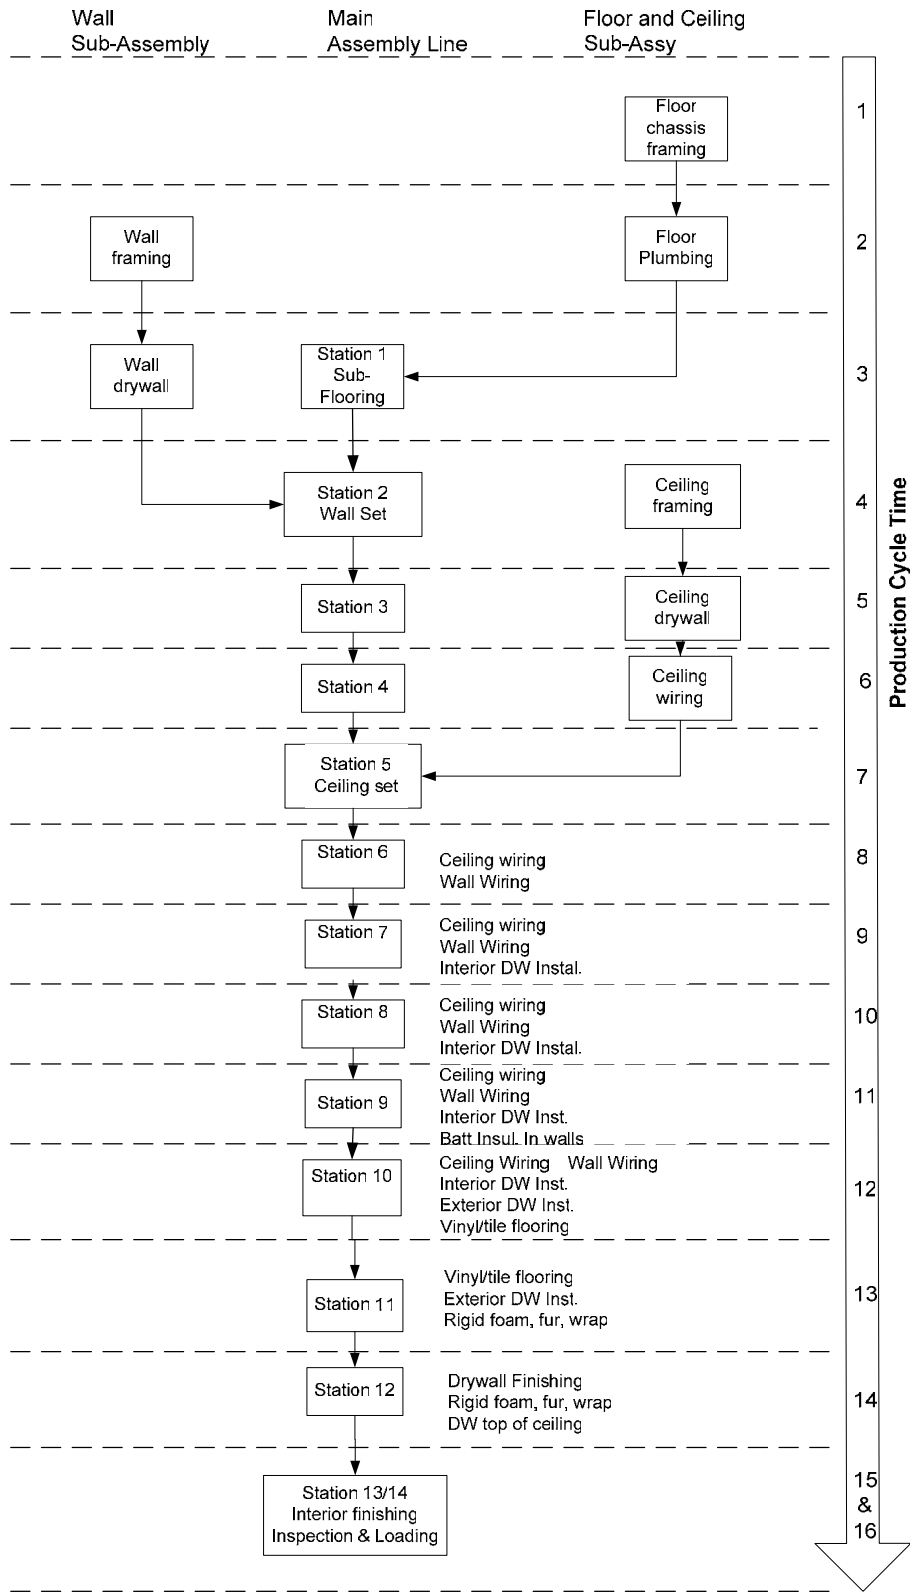 Wall
Sub-Assembly
Main
Assembly Line
Floor and Ceiling
Sub-Assy
Floor
chassis
framing
1
Wall
framing
Floor
Plumbing
2
Wall
drywall
Station 1
Sub-
Flooring
3
Station 2
Wall Set
Ceiling
framing
4
Production Cycle Time
Station 3
Ceiling
drywall
5
Station 4
Ceiling
wiring
6
Station 5
Ceiling set
7
Station 6
Ceiling wiring
Wall Wiring
8
Station 7
Ceiling wiring
Wall Wiring
Interior DW Instal.
9
Station 8
Ceiling wiring
Wall Wiring
Interior DW Instal.
10
Station 9
Ceiling wiring
Wall Wiring
Interior DW Inst.
Batt Insul. In walls
11
Station 10
Ceiling Wiring Wall Wiring
Interior DW Inst.
Exterior DW Inst.
Vinyl/tile flooring
12
Station 11
Vinyl/tile flooring
Exterior DW Inst.
Rigid foam, fur, wrap
13
Station 12
Drywall Finishing
Rigid foam, fur, wrap
DW top of ceiling
14
Station 13/14
Interior finishing
Inspection & Loading
15
&
16